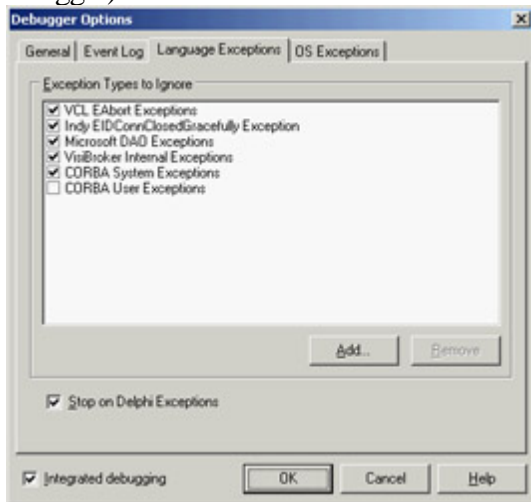 Debugger Options
General Event Log Language Exceptions OS Exceptions
Exception Types to Ignore
VCL EAbort Exceptions
Indy EIDConnClosedGracefully Exception
Microsoft DAO Exceptions
VisiBroker Internal Exceptions
CORBA System Exceptions
CORBA User Exceptions
Add... Remove
Stop on Delphi Exceptions
Integrated debugging OK Cancel Help